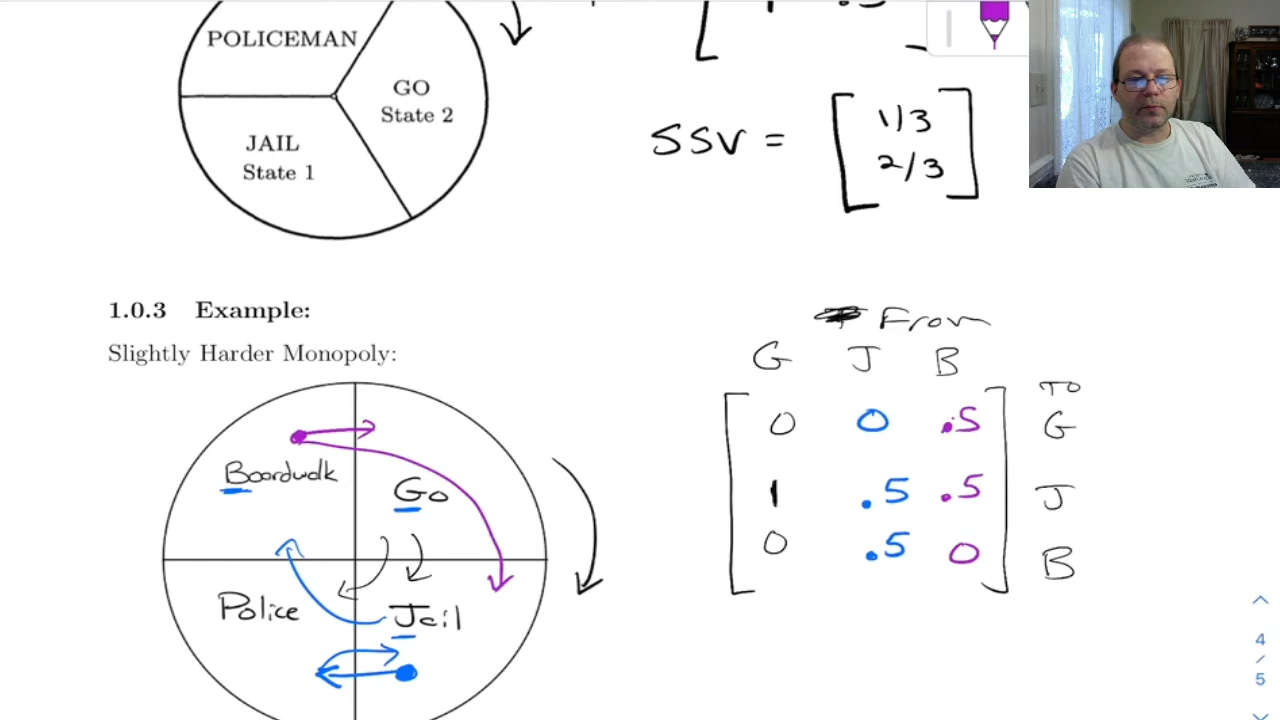 POLICEMAN
GO
State 2
JAIL
State 1
SSV = [1/3
2/3]
1.0.3 Example:
Slightly Harder Monopoly:
Boardwalk
Go
Police
Jail
From
G J B
TO
0 0 .5 G
1 .5 .5 J
0 .5 0 B
4
/
5